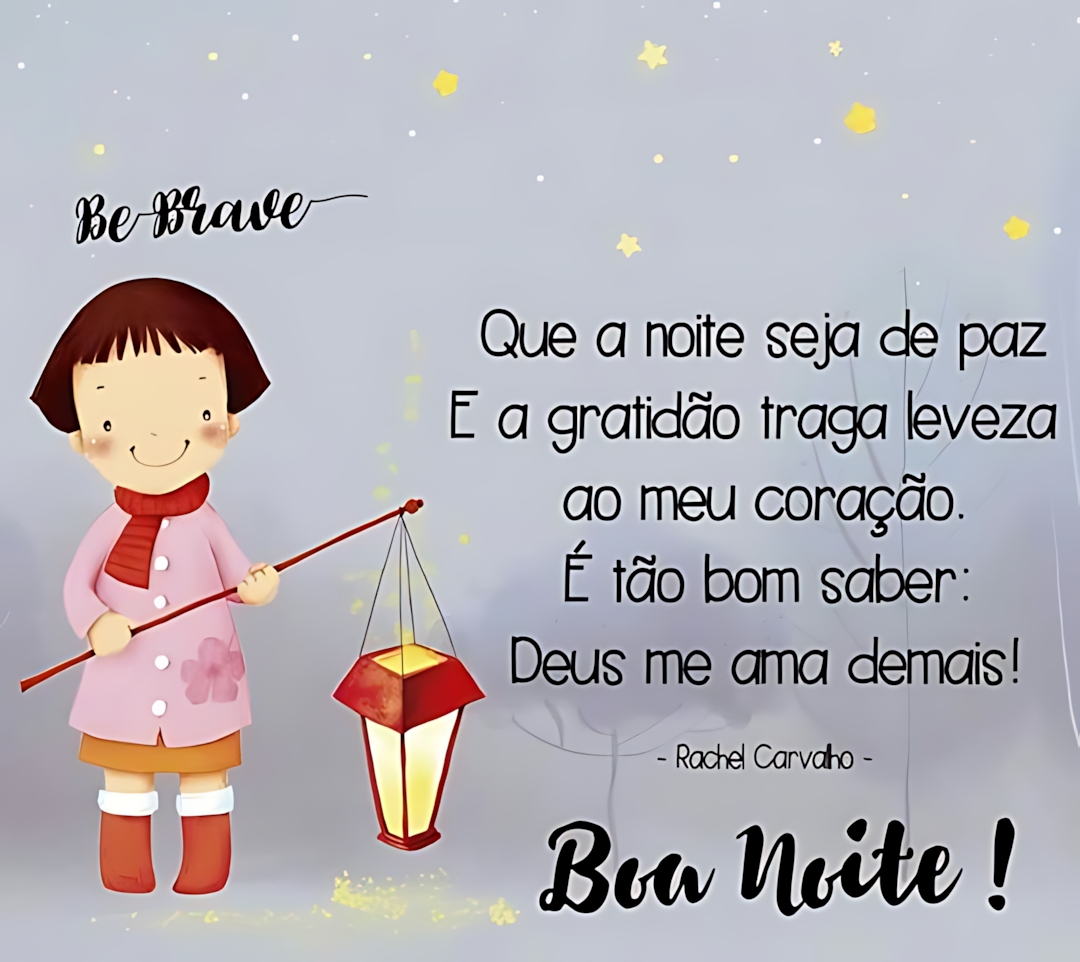 Be Brave
Que a noite seja de paz
E a gratidão traga leveza
ao meu coração.
É tão bom saber:
Deus me ama demais!
- Rachel Carvalho -
Boa Noite !